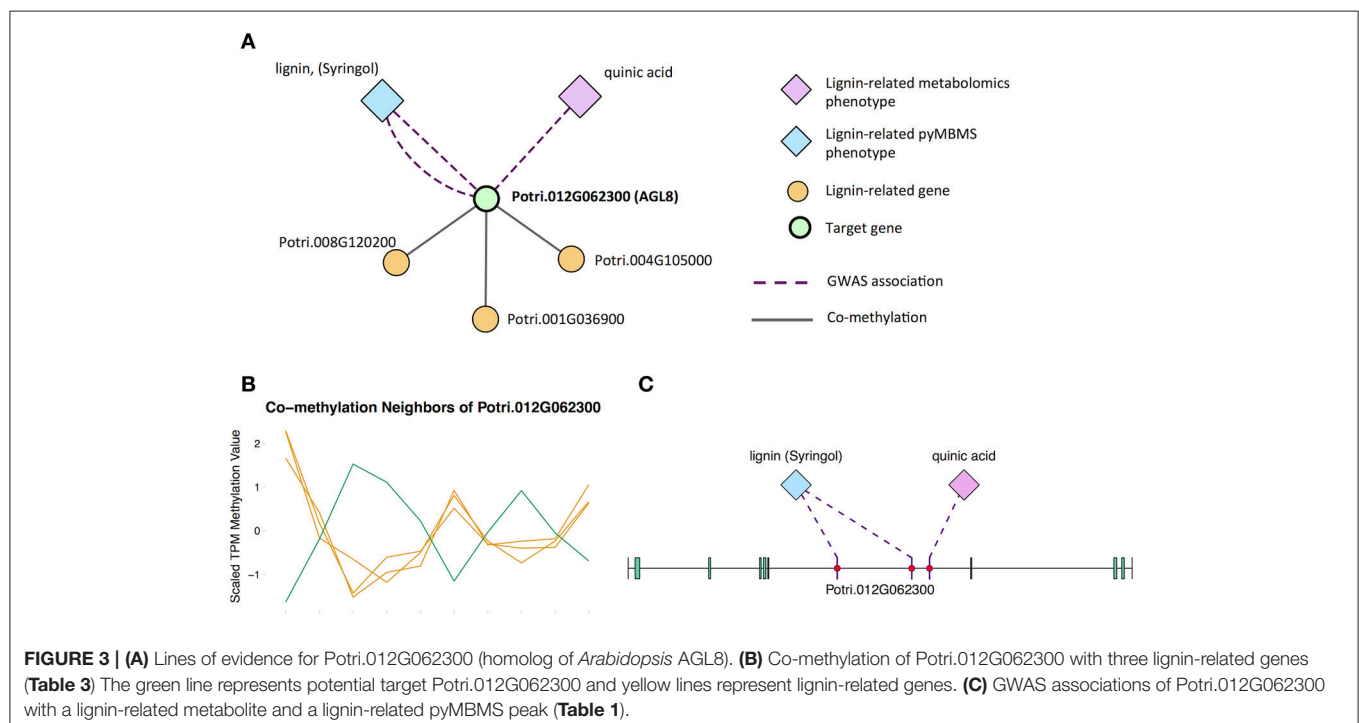 A
lignin, (Syringol)
quinic acid
Potri.012G062300 (AGL8)
Potri.008G120200
Potri.004G105000
Potri.001G036900
Lignin-related metabolomics
phenotype
Lignin-related pyMBMS
phenotype
Lignin-related gene
Target gene
GWAS association
Co-methylation
B
Co−methylation Neighbors of Potri.012G062300
Scaled TPM Methylation Value
2
1
0
−1
C
lignin (Syringol)
quinic acid
Potri.012G062300
FIGURE 3 | (A) Lines of evidence for Potri.012G062300 (homolog of Arabidopsis AGL8). (B) Co-methylation of Potri.012G062300 with three lignin-related genes
(Table 3) The green line represents potential target Potri.012G062300 and yellow lines represent lignin-related genes. (C) GWAS associations of Potri.012G062300
with a lignin-related metabolite and a lignin-related pyMBMS peak (Table 1).